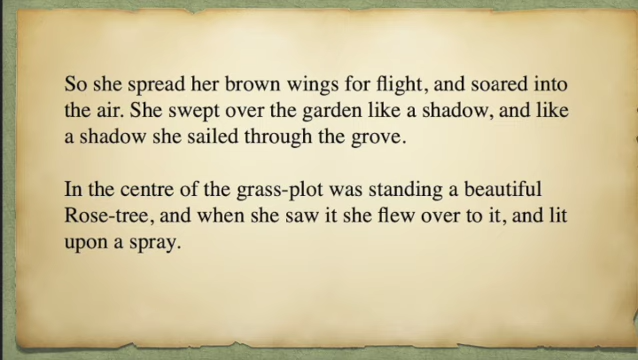 So she spread her brown wings for flight, and soared into
the air. She swept over the garden like a shadow, and like
a shadow she sailed through the grove.
In the centre of the grass-plot was standing a beautiful
Rose-tree, and when she saw it she flew over to it, and lit
upon a spray.